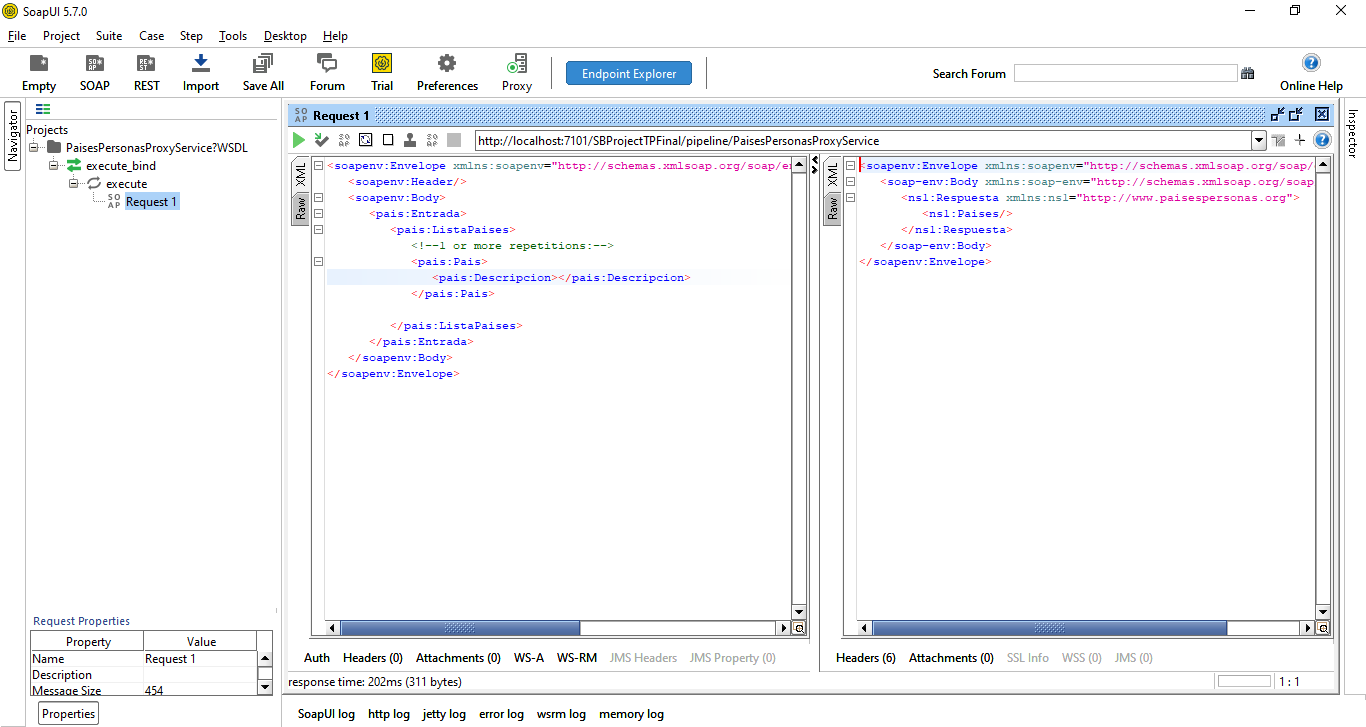 SoapUI 5.7.0
File Project Suite Case Step Tools Desktop Help
Empty SOAP REST Import Save All Forum Trial Preferences Proxy Endpoint Explorer Search Forum Online Help
Navigator
Projects
PaisesPersonasProxyService?WSDL
execute_bind
execute
SO AP Request 1
SO AP Request 1
http://localhost:7101/SBProjectTPFinal/pipeline/PaisesPersonasProxyService
XML
Raw
<soapenv:Envelope xmlns:soapenv="http://schemas.xmlsoap.org/soap/en
<soapenv:Header/>
<soapenv:Body>
<pais:Entrada>
<pais:ListaPaises>
<!--1 or more repetitions:-->
<pais:Pais>
<pais:Descripcion></pais:Descripcion>
</pais:Pais>
</pais:ListaPaises>
</pais:Entrada>
</soapenv:Body>
</soapenv:Envelope>
XML
Raw
<soapenv:Envelope xmlns:soapenv="http://schemas.xmlsoap.org/soap/
<soap-env:Body xmlns:soap-env="http://schemas.xmlsoap.org/soap
<ns1:Respuesta xmlns:ns1="http://www.paisespersonas.org">
<ns1:Paises/>
</ns1:Respuesta>
</soap-env:Body>
</soapenv:Envelope>
Inspector
Request Properties
Property Value
Name Request 1
Description
Message Size 454
Properties
Auth Headers (0) Attachments (0) WS-A WS-RM JMS Headers JMS Property (0)
Headers (6) Attachments (0) SSL Info WSS (0) JMS (0)
response time: 202ms (311 bytes)
1 : 1
SoapUI log http log jetty log error log wsrm log memory log